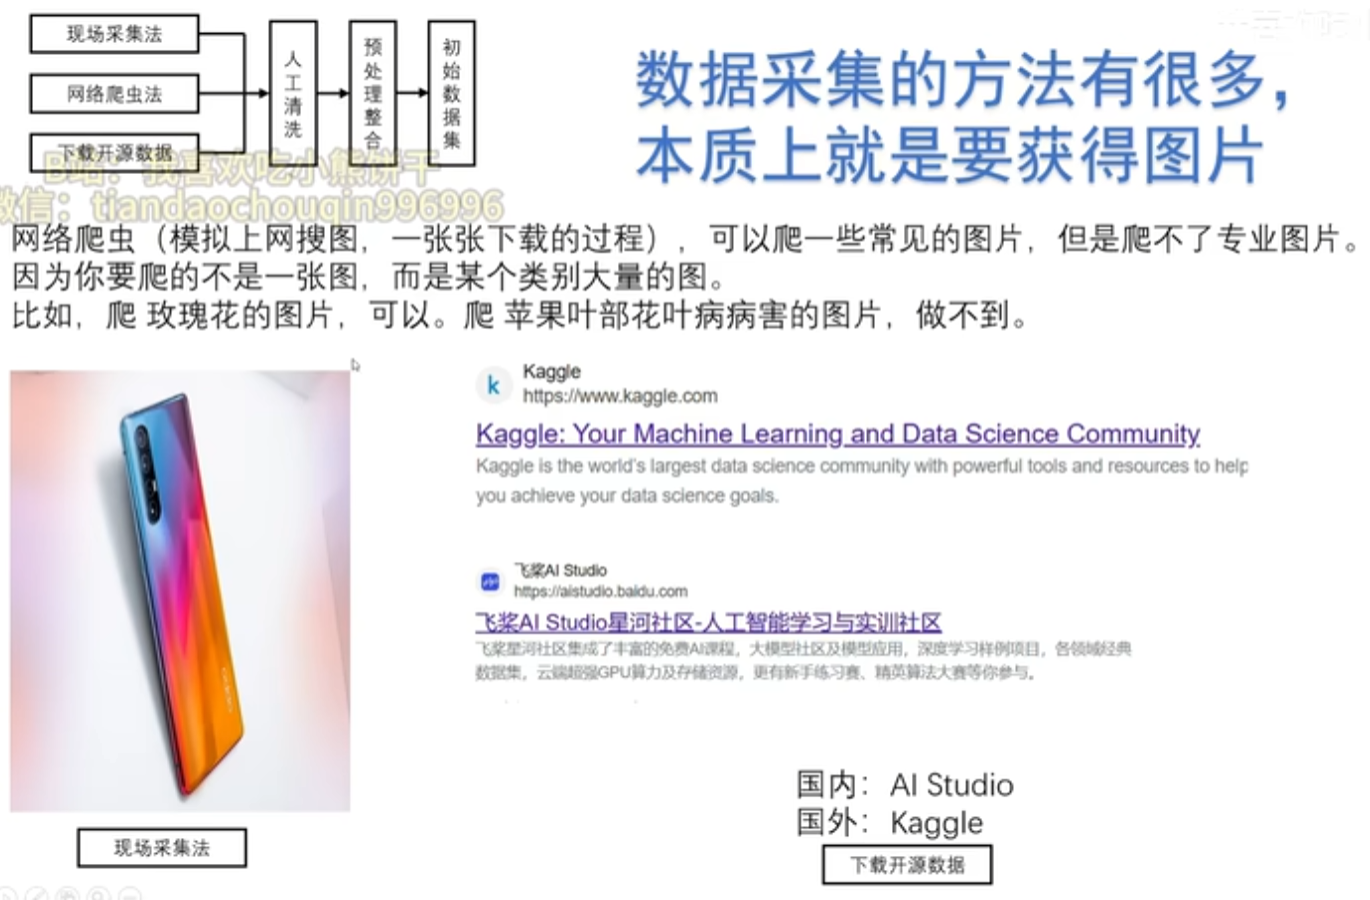 现场采集法
网络爬虫法
下载开源数据
人工清洗
预处理整合
初始数据集
数据采集的方法有很多，
本质上就是要获得图片
B站：我喜欢吃小熊饼干
微信：tiandaochouqin996996
网络爬虫（模拟上网搜图，一张张下载的过程），可以爬一些常见的图片，但是爬不了专业图片。
因为你要爬的不是一张图，而是某个类别大量的图。
比如，爬 玫瑰花的图片，可以。爬 苹果叶部花叶病病害的图片，做不到。
Kaggle
https://www.kaggle.com
Kaggle: Your Machine Learning and Data Science Community
Kaggle is the world's largest data science community with powerful tools and resources to help
you achieve your data science goals.
飞桨AI Studio
https://aistudio.baidu.com
飞桨AI Studio星河社区-人工智能学习与实训社区
飞桨星河社区集成了丰富的免费AI课程，大模型社区及模型应用，深度学习样例项目，各领域经典
数据集，云端超强GPU算力及存储资源，更有新手练习赛、精英算法大赛等你参与。
oppo
现场采集法
国内：AI Studio
国外：Kaggle
下载开源数据